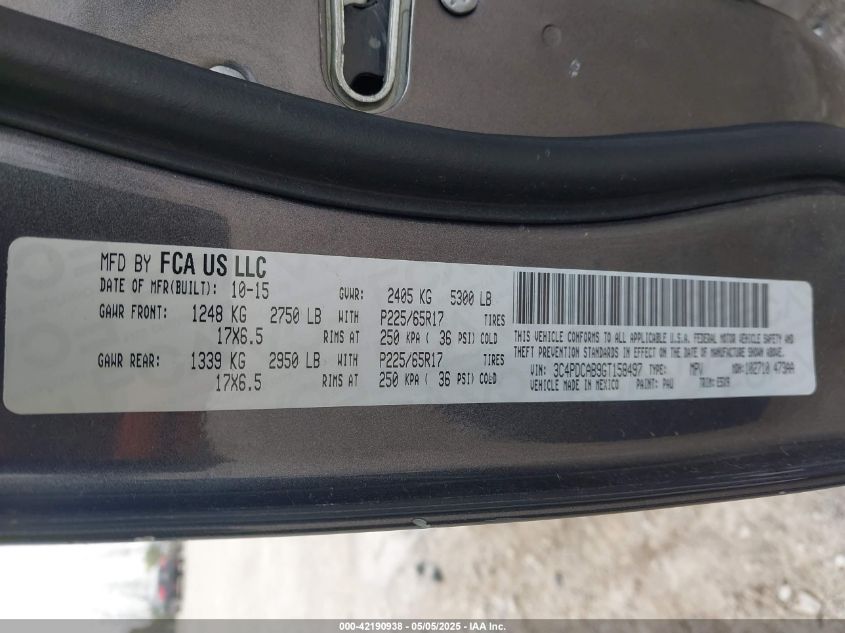 MFD BY FCA US LLC
DATE OF MFR(BUILT): 10-15 GVWR: 2405 KG 5300 LB
GAWR FRONT: 1248 KG 2750 LB WITH P225/65R17 TIRES
17X6.5 RIMS AT 250 KPA ( 36 PSI) COLD
GAWR REAR: 1339 KG 2950 LB WITH P225/65R17 TIRES
17X6.5 RIMS AT 250 KPA ( 36 PSI) COLD
THIS VEHICLE CONFORMS TO ALL APPLICABLE U.S.A. FEDERAL MOTOR VEHICLE SAFETY AND
THEFT PREVENTION STANDARDS IN EFFECT ON THE DATE OF MANUFACTURE SHOWN ABOVE.
VIN: 3C4PDCAB9GT158497 TYPE: MPV MDH:102710 473AA
VEHICLE MADE IN MEXICO PAINT: PAU TRIM:
000-42190938 - 05/05/2025 - IAA Inc.